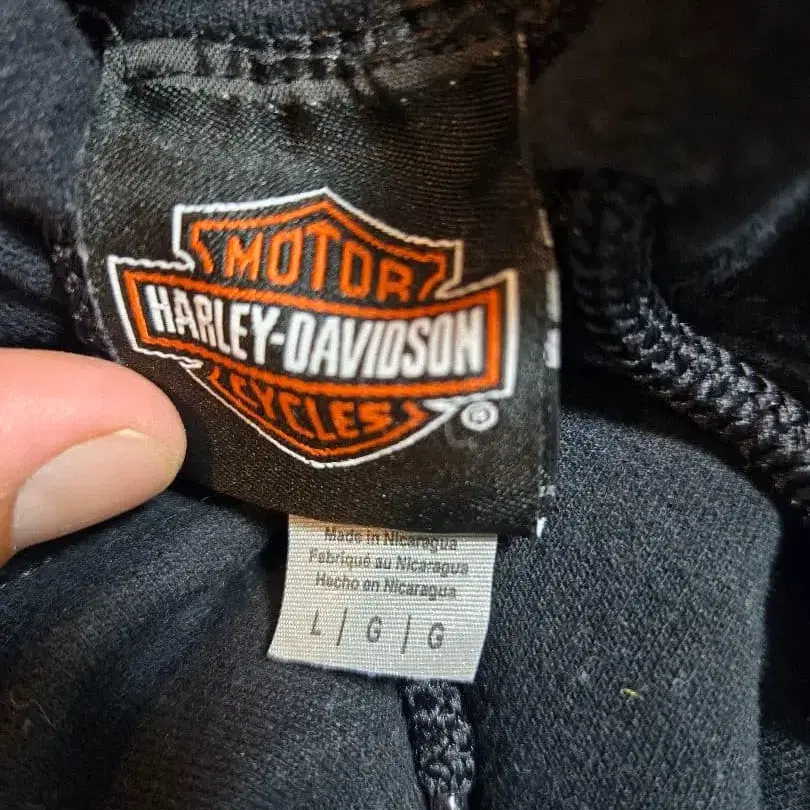 MOTOR
HARLEY-DAVIDSON
CYCLES
®
Made in Nicaragua
Fabriqué au Nicaragua
Hecho en Nicaragua
L | G | G